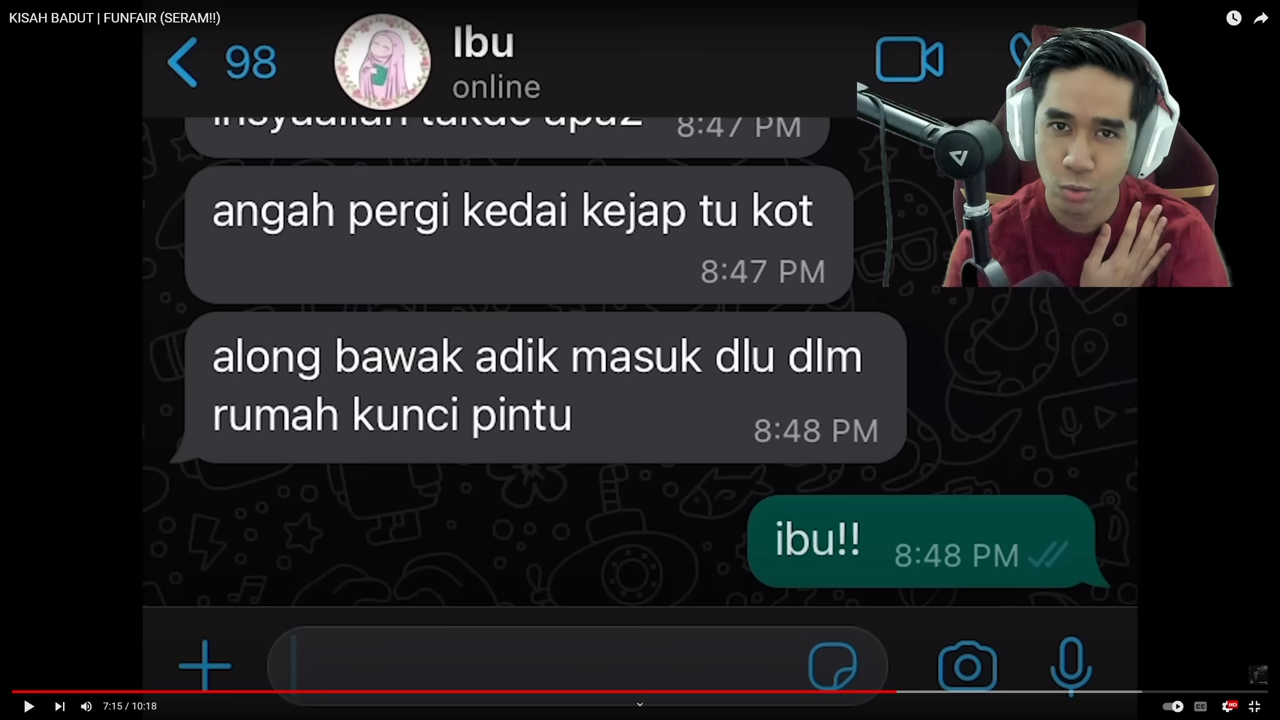 KISAH BADUT | FUNFAIR (SERAM!!)
98
Ibu
online
insyaallah takde apa2 8:47 PM
angah pergi kedai kejap tu kot
8:47 PM
along bawak adik masuk dlu dlm
rumah kunci pintu
8:48 PM
ibu!! 8:48 PM
7:15 / 10:18
CC
HD